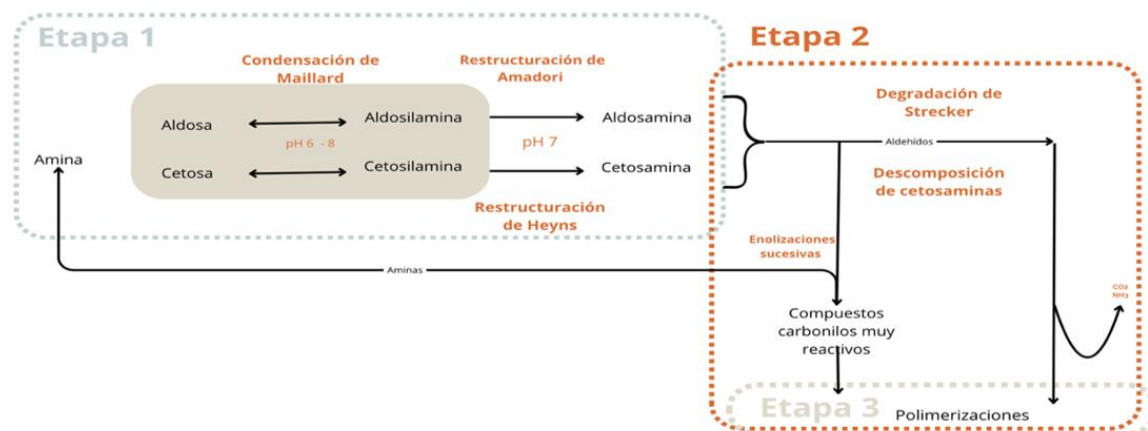 Etapa 1
Condensación de
Maillard
Restructuración de
Amadori
Aldosa
Aldosilamina
Aldosamina
pH 6 - 8
pH 7
Amina
Cetosa
Cetosilamina
Cetosamina
Restructuración
de Heyns
Etapa 2
Degradación de
Strecker
Aldehídos
Descomposición
de cetosaminas
Enolizaciones
sucesivas
Aminas
CO2
NH3
Compuestos
carbonilos muy
reactivos
Etapa 3
Polimerizaciones